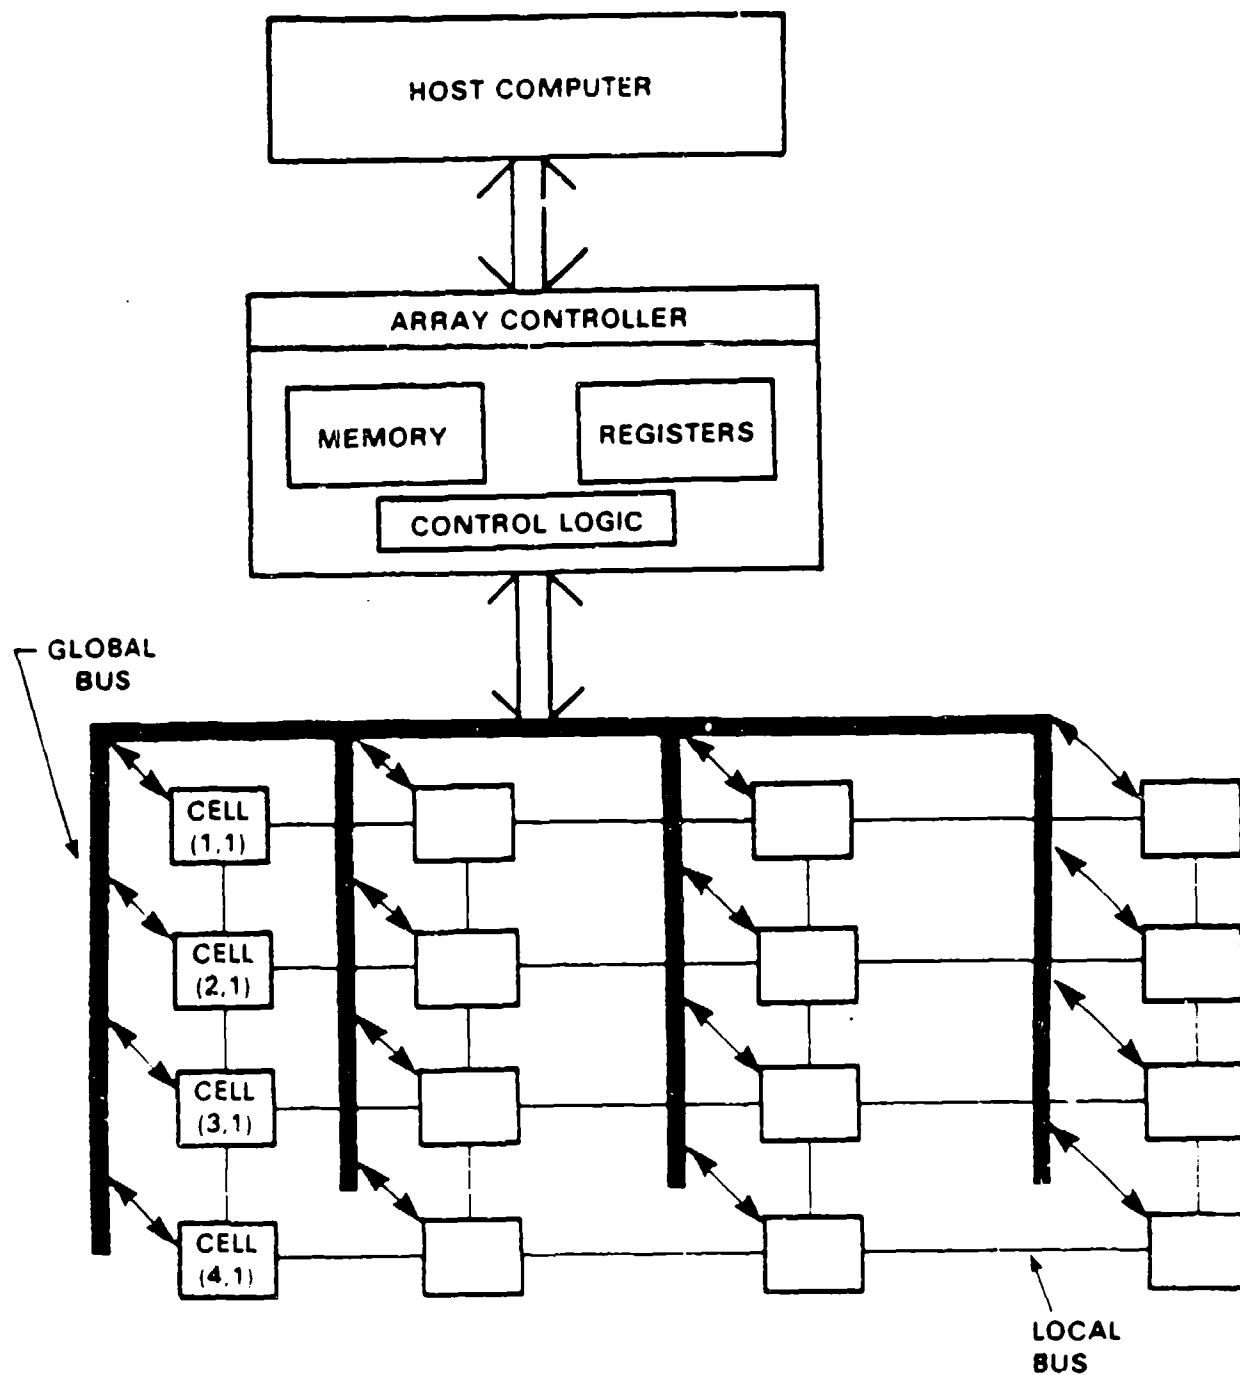 HOST COMPUTER
ARRAY CONTROLLER
MEMORY
REGISTERS
CONTROL LOGIC
GLOBAL
BUS
CELL
(1,1)
CELL
(2,1)
CELL
(3,1)
CELL
(4,1)
LOCAL
BUS